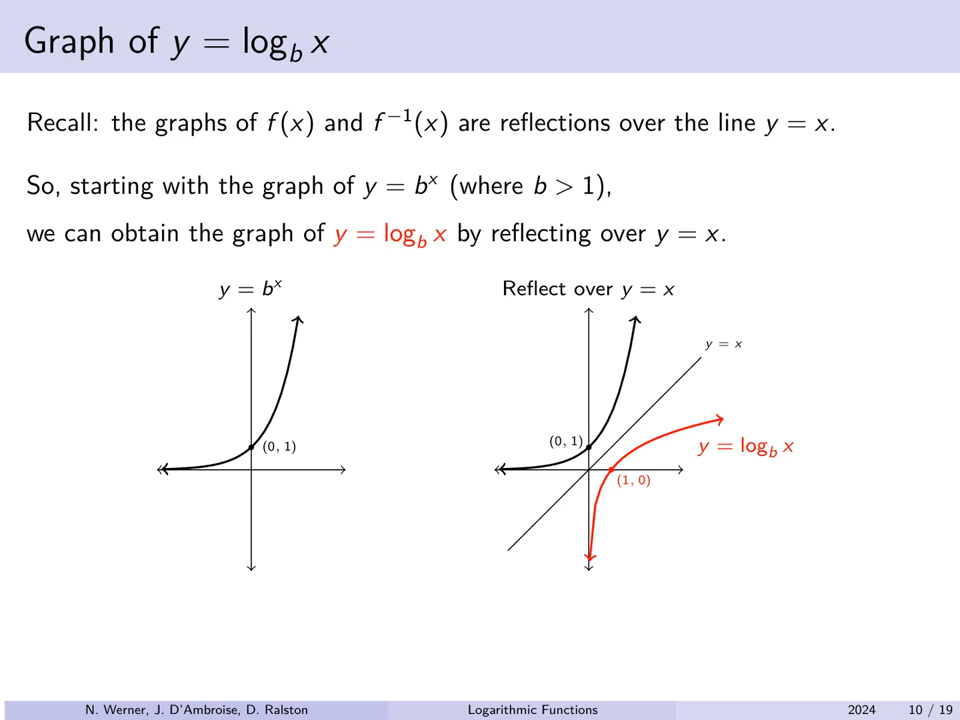 Graph of y = log_b x
Recall: the graphs of f(x) and f⁻¹(x) are reflections over the line y = x.
So, starting with the graph of y = bˣ (where b > 1),
we can obtain the graph of y = log_b x by reflecting over y = x.
y = bˣ
(0, 1)
Reflect over y = x
y = x
(0, 1)
y = log_b x
(1, 0)
N. Werner, J. D'Ambroise, D. Ralston
Logarithmic Functions
2024
10 / 19